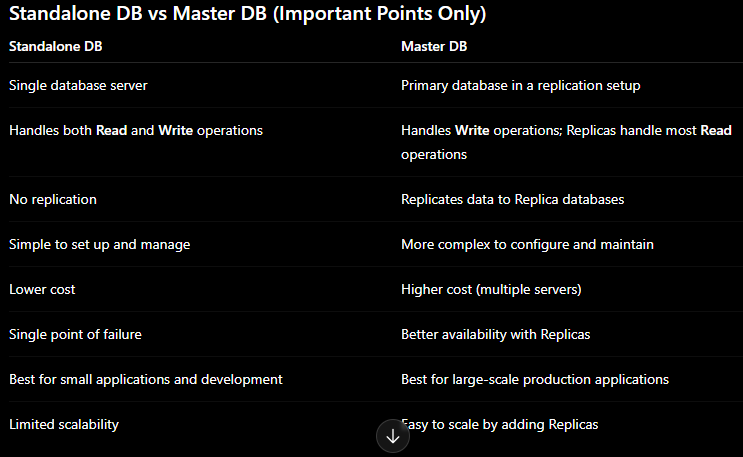 Standalone DB vs Master DB (Important Points Only)
Standalone DB Master DB
Single database server Primary database in a replication setup
Handles both Read and Write operations Handles Write operations; Replicas handle most Read
operations
No replication Replicates data to Replica databases
Simple to set up and manage More complex to configure and maintain
Lower cost Higher cost (multiple servers)
Single point of failure Better availability with Replicas
Best for small applications and development Best for large-scale production applications
Limited scalability Easy to scale by adding Replicas